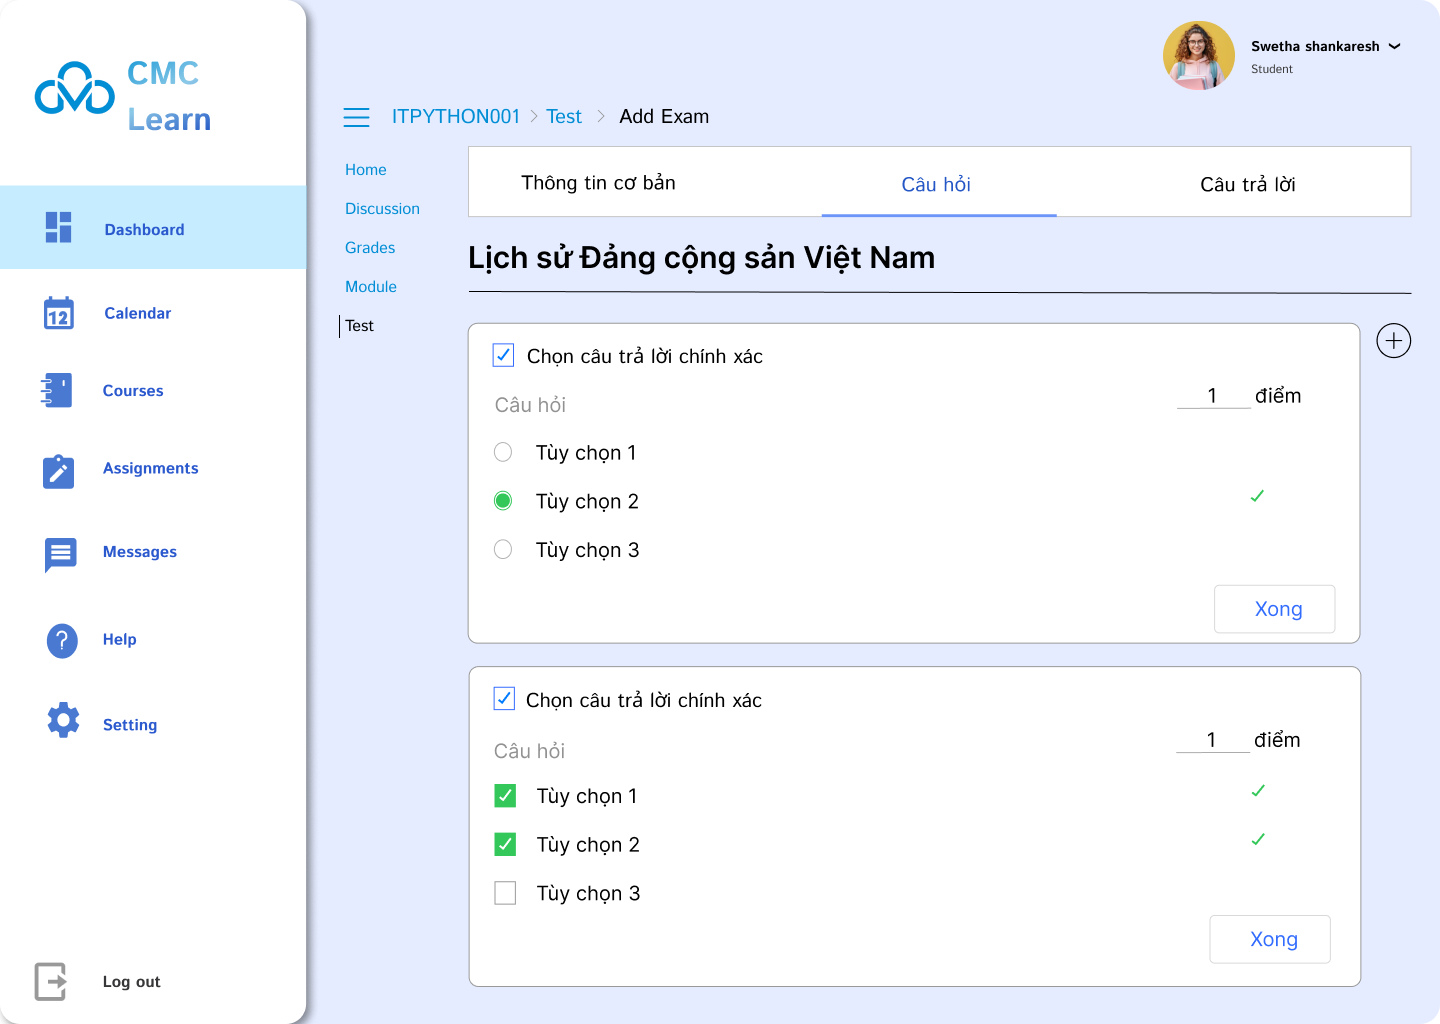 CMC
Learn
Dashboard
Calendar
12
Courses
Assignments
Messages
?
Help
Setting
Log out
Swetha shankaresh
Student
ITPYTHON001 > Test > Add Exam
Home
Discussion
Grades
Module
Test
Thông tin cơ bản
Câu hỏi
Câu trả lời
Lịch sử Đảng cộng sản Việt Nam
Chọn câu trả lời chính xác
Câu hỏi
1 điểm
Tùy chọn 1
Tùy chọn 2
Tùy chọn 3
Xong
Chọn câu trả lời chính xác
Câu hỏi
1 điểm
Tùy chọn 1
Tùy chọn 2
Tùy chọn 3
Xong